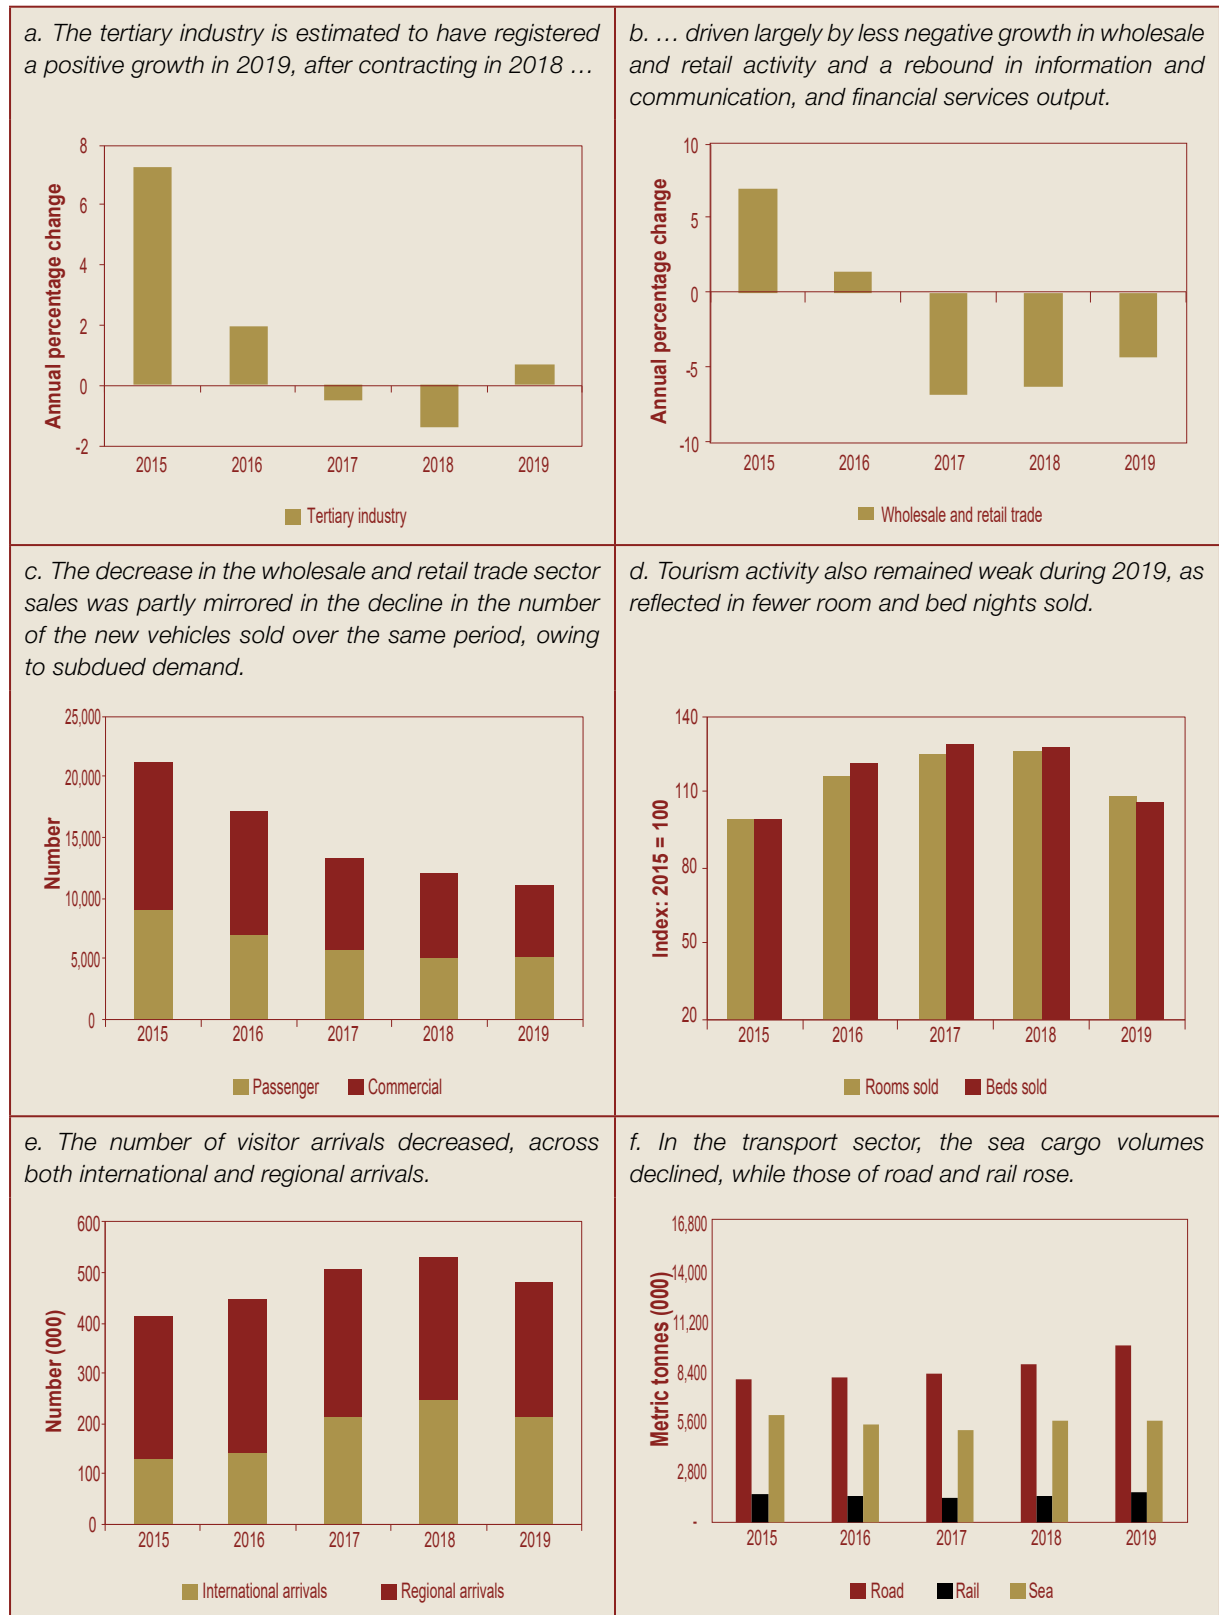 a. The tertiary industry is estimated to have registered
a positive growth in 2019, after contracting in 2018 …
8
6
4
2
0
-2
Annual percentage change
2015 2016 2017 2018 2019
Tertiary industry
b. … driven largely by less negative growth in wholesale
and retail activity and a rebound in information and
communication, and financial services output.
10
5
0
-5
-10
Annual percentage change
2015 2016 2017 2018 2019
Wholesale and retail trade
c. The decrease in the wholesale and retail trade sector
sales was partly mirrored in the decline in the number
of the new vehicles sold over the same period, owing
to subdued demand.
25,000
20,000
15,000
10,000
5,000
0
Number
2015 2016 2017 2018 2019
Passenger Commercial
d. Tourism activity also remained weak during 2019, as
reflected in fewer room and bed nights sold.
140
110
80
50
20
Index: 2015 = 100
2015 2016 2017 2018 2019
Rooms sold Beds sold
e. The number of visitor arrivals decreased, across
both international and regional arrivals.
600
500
400
300
200
100
0
Number (000)
2015 2016 2017 2018 2019
International arrivals Regional arrivals
f. In the transport sector, the sea cargo volumes
declined, while those of road and rail rose.
16,800
14,000
11,200
8,400
5,600
2,800
-
Metric tonnes (000)
2015 2016 2017 2018 2019
Road Rail Sea